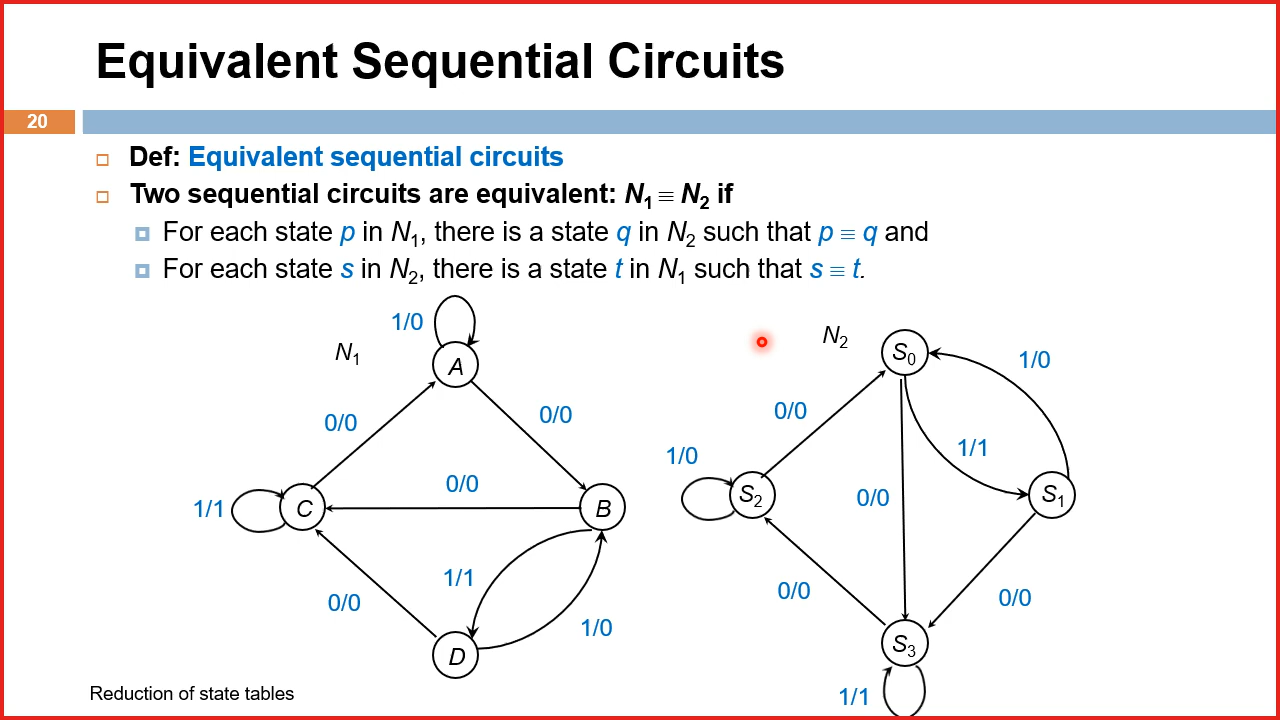 Equivalent Sequential Circuits
20
Def: Equivalent sequential circuits
Two sequential circuits are equivalent: N1 ≡ N2 if
For each state p in N1, there is a state q in N2 such that p ≡ q and
For each state s in N2, there is a state t in N1 such that s ≡ t.
N1
1/0
A
0/0
0/0
0/0
1/1
C
B
1/1
0/0
1/0
D
N2
S0
1/0
0/0
1/1
1/0
S2
0/0
S1
0/0
0/0
S3
1/1
Reduction of state tables